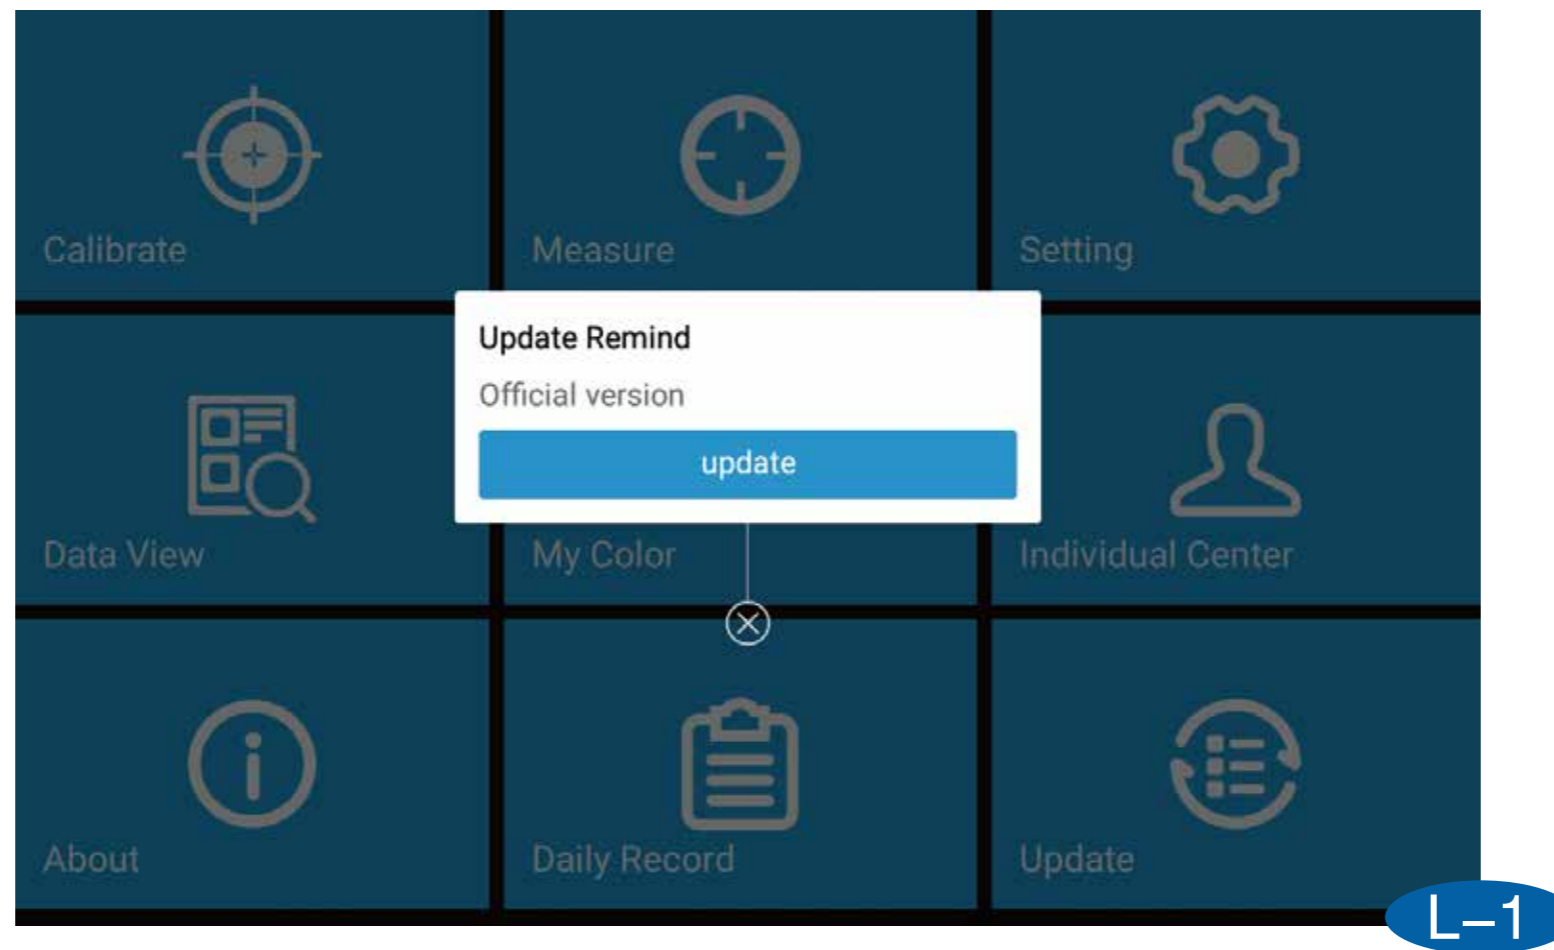 Calibrate
Measure
Setting
Update Remind
Official version
update
Data View
My Color
Individual Center
About
Daily Record
Update
L–1